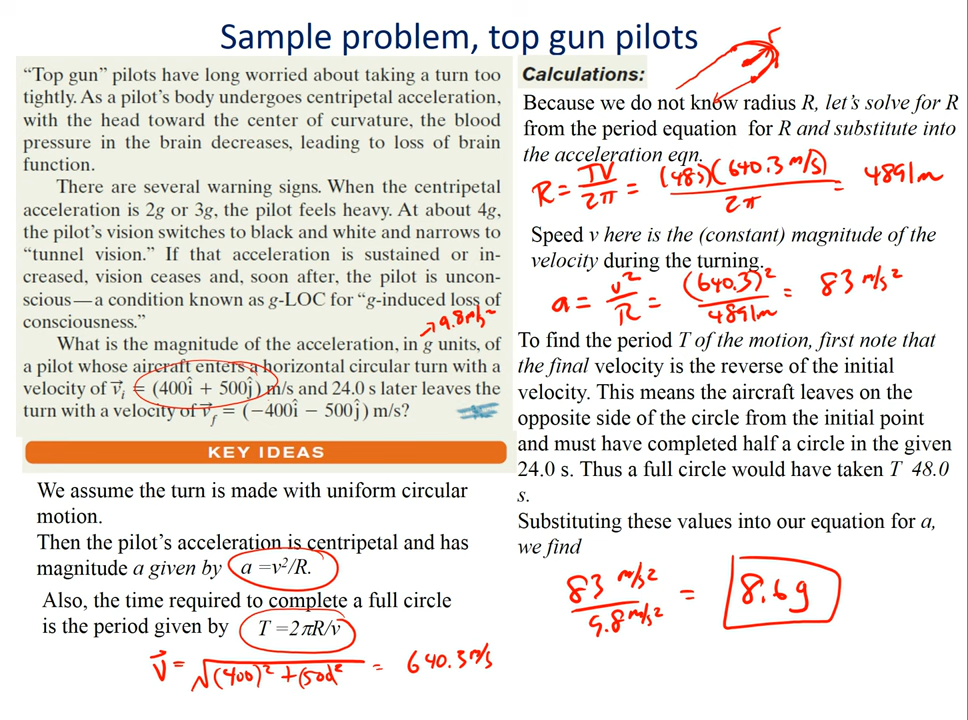 Sample problem, top gun pilots
“Top gun” pilots have long worried about taking a turn too
tightly. As a pilot’s body undergoes centripetal acceleration,
with the head toward the center of curvature, the blood
pressure in the brain decreases, leading to loss of brain
function.
There are several warning signs. When the centripetal
acceleration is 2g or 3g, the pilot feels heavy. At about 4g,
the pilot’s vision switches to black and white and narrows to
“tunnel vision.” If that acceleration is sustained or in-
creased, vision ceases and, soon after, the pilot is uncon-
scious—a condition known as g-LOC for “g-induced loss of
consciousness.”
→9.8m/s²
What is the magnitude of the acceleration, in g units, of
a pilot whose aircraft enters a horizontal circular turn with a
velocity of v⃗ᵢ = (400î + 500ĵ) m/s and 24.0 s later leaves the
turn with a velocity of v⃗_f = (−400î − 500ĵ) m/s?
KEY IDEAS
We assume the turn is made with uniform circular
motion.
Then the pilot’s acceleration is centripetal and has
magnitude a given by a =v²/R.
Also, the time required to complete a full circle
is the period given by T =2πR/v
v⃗ = √(400)² + (500)² = 640.3 m/s
Calculations:
Because we do not know radius R, let’s solve for R
from the period equation for R and substitute into
the acceleration eqn.
R = TV/2π = (48s)(640.3 m/s)/2π = 4891m
Speed v here is the (constant) magnitude of the
velocity during the turning.
a = v²/R = (640.3)²/4891m = 83 m/s²
To find the period T of the motion, first note that
the final velocity is the reverse of the initial
velocity. This means the aircraft leaves on the
opposite side of the circle from the initial point
and must have completed half a circle in the given
24.0 s. Thus a full circle would have taken T 48.0
s.
Substituting these values into our equation for a,
we find
83 m/s²/9.8 m/s² = 8.6g